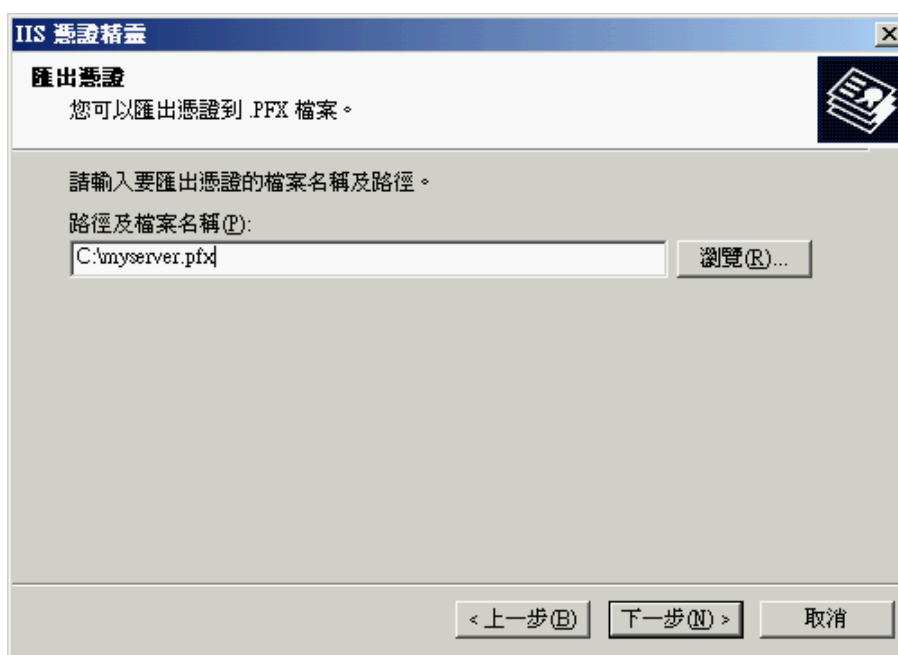 IIS 憑證精靈
匯出憑證
您可以匯出憑證到 .PFX 檔案。
請輸入要匯出憑證的檔案名稱及路徑。
路徑及檔案名稱(P):
C:\myserver.pfx
瀏覽(R)...
<上一步(B) 下一步(N) > 取消